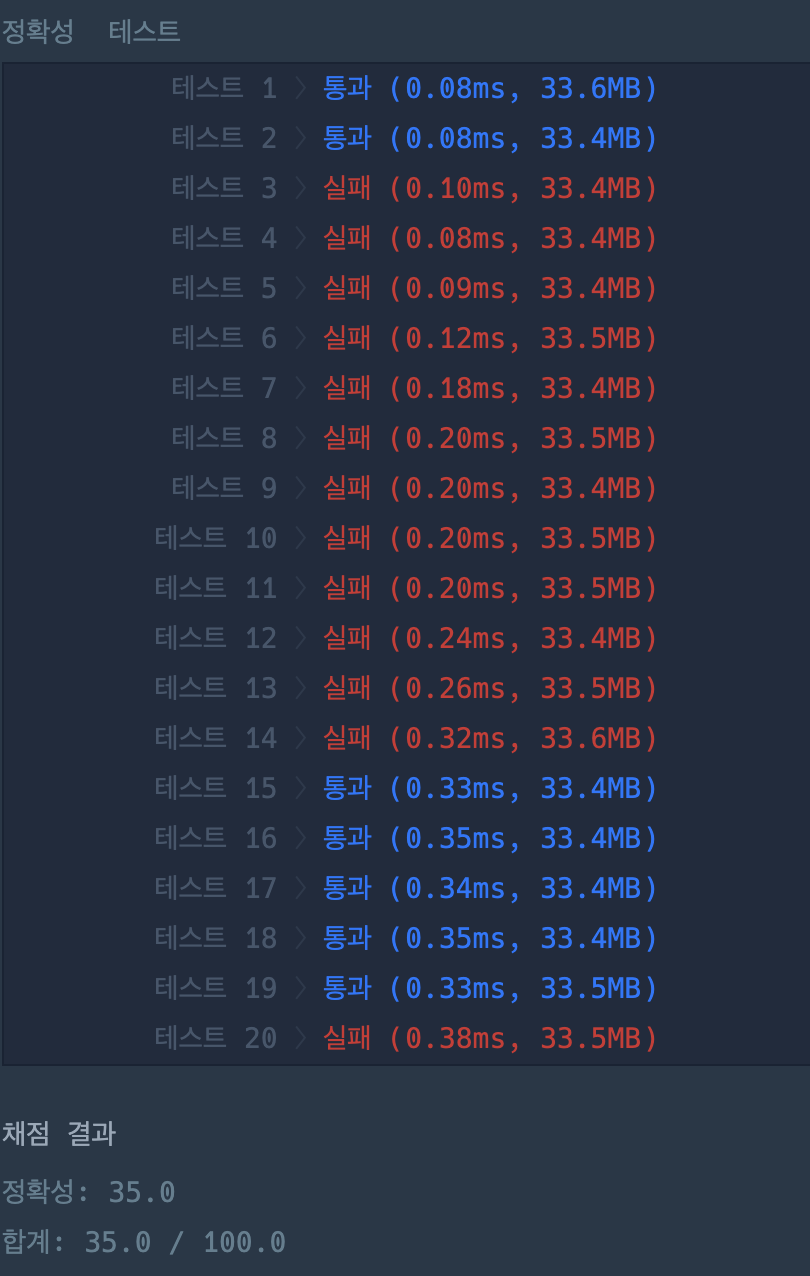 정확성 테스트
테스트 1 〉 통과 (0.08ms, 33.6MB)
테스트 2 〉 통과 (0.08ms, 33.4MB)
테스트 3 〉 실패 (0.10ms, 33.4MB)
테스트 4 〉 실패 (0.08ms, 33.4MB)
테스트 5 〉 실패 (0.09ms, 33.4MB)
테스트 6 〉 실패 (0.12ms, 33.5MB)
테스트 7 〉 실패 (0.18ms, 33.4MB)
테스트 8 〉 실패 (0.20ms, 33.5MB)
테스트 9 〉 실패 (0.20ms, 33.4MB)
테스트 10 〉 실패 (0.20ms, 33.5MB)
테스트 11 〉 실패 (0.20ms, 33.5MB)
테스트 12 〉 실패 (0.24ms, 33.4MB)
테스트 13 〉 실패 (0.26ms, 33.5MB)
테스트 14 〉 실패 (0.32ms, 33.6MB)
테스트 15 〉 통과 (0.33ms, 33.4MB)
테스트 16 〉 통과 (0.35ms, 33.4MB)
테스트 17 〉 통과 (0.34ms, 33.4MB)
테스트 18 〉 통과 (0.35ms, 33.4MB)
테스트 19 〉 통과 (0.33ms, 33.5MB)
테스트 20 〉 실패 (0.38ms, 33.5MB)
채점 결과
정확성: 35.0
합계: 35.0 / 100.0